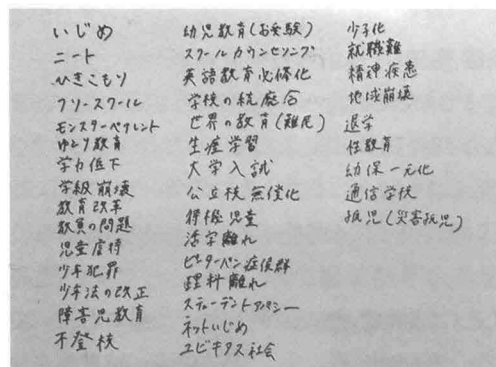 いじめ
ニート
ひきこもり
フリースクール
モンスターペアレント
ゆとり教育
学力低下
学級崩壊
教育改革
教員の問題
児童虐待
少年犯罪
少年法の改正
障害児教育
不登校
幼児教育(お受験)
スクールカウンセリング
英語教育必修化
学校の統廃合
世界の教育(難民)
生涯学習
大学入試
公立校無償化
待機児童
活字離れ
ピーターパン症候群
理科離れ
スチューデントアパシー
ネットいじめ
ユビキタス社会
少子化
就職難
精神疾患
地域崩壊
退学
性教育
幼保一元化
通信学校
孤児(災害孤児)